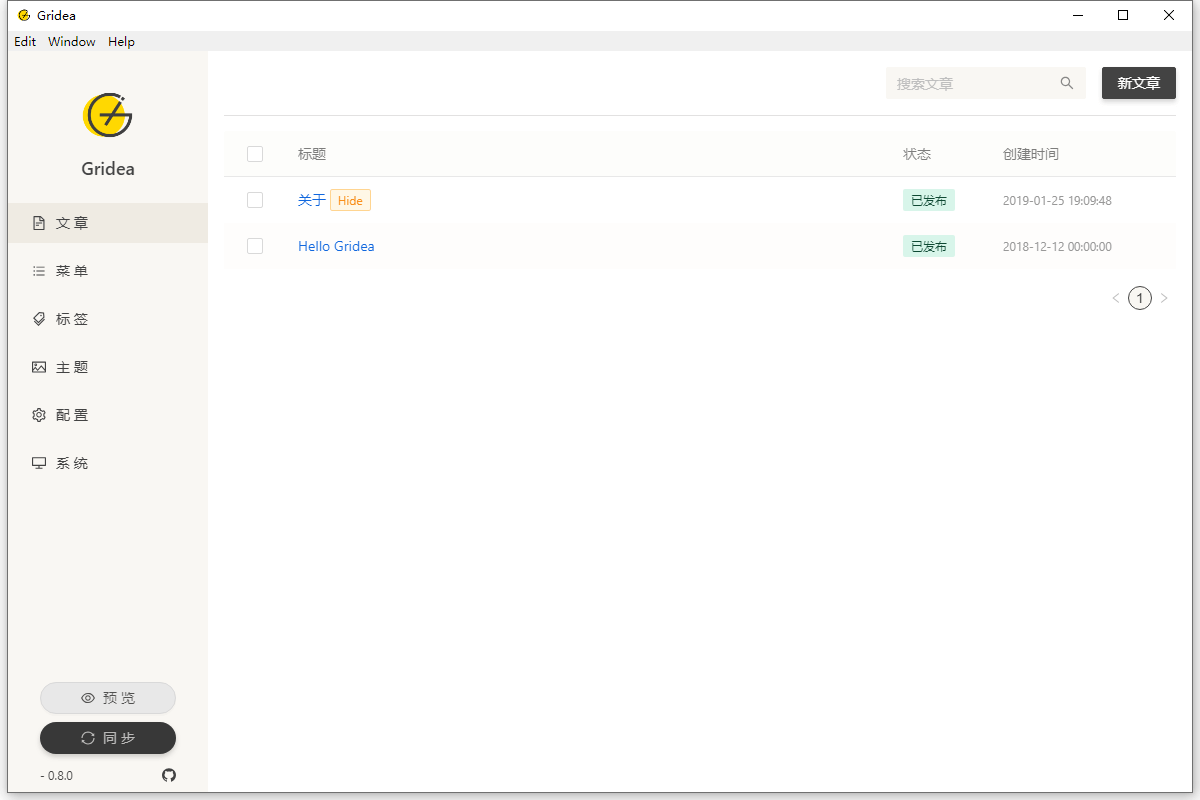 Gridea
Edit Window Help
搜索文章
新文章
Gridea
标题 状态 创建时间
关于 Hide 已发布 2019-01-25 19:09:48
Hello Gridea 已发布 2018-12-12 00:00:00
1
文章
菜单
标签
主题
配置
系统
预览
同步
- 0.8.0